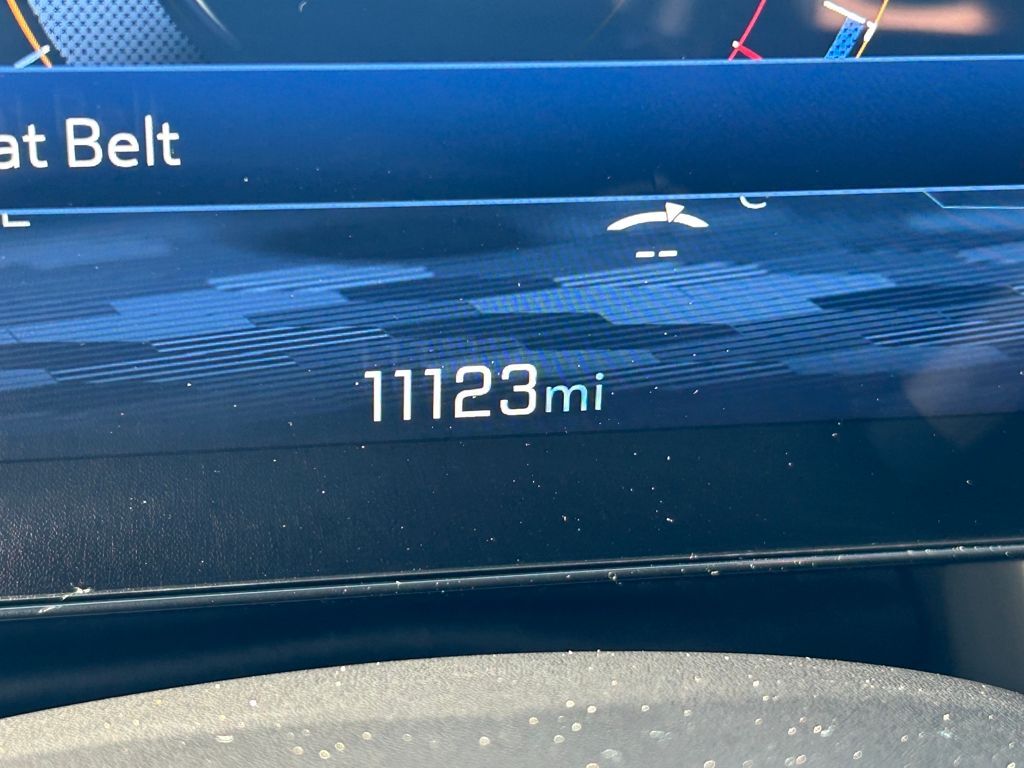 at Belt
E
C
--
11123mi